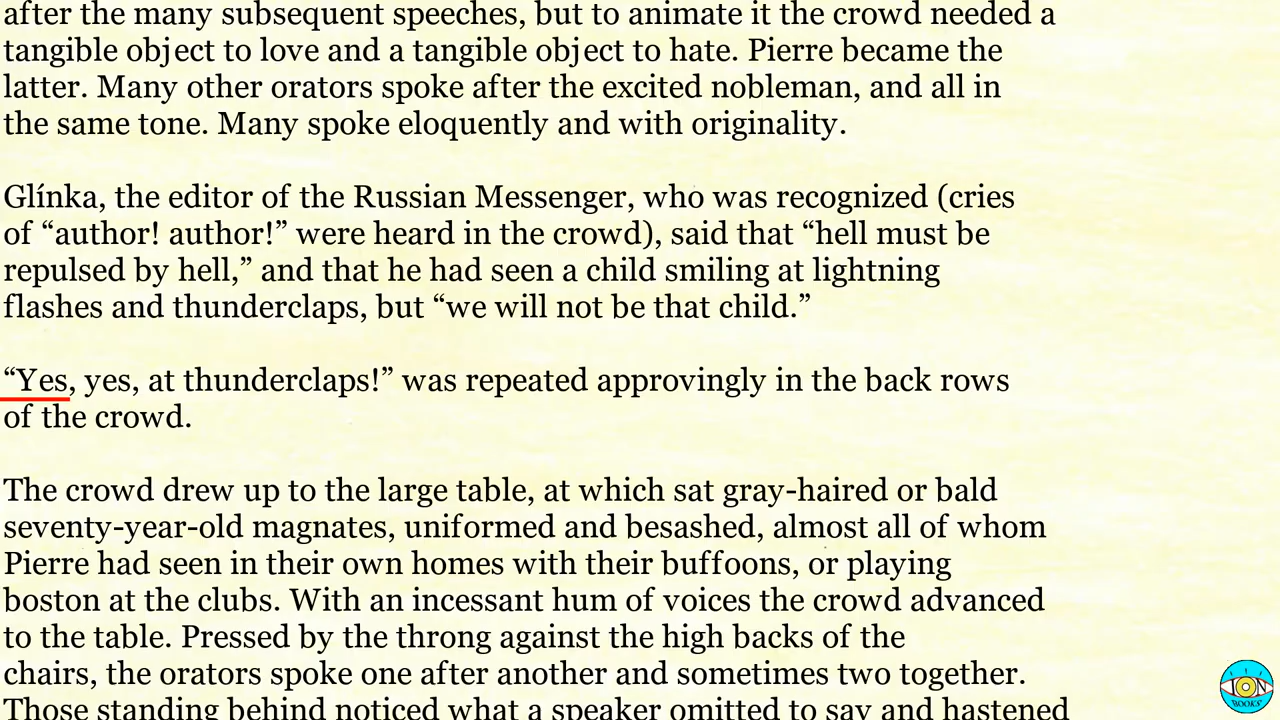 after the many subsequent speeches, but to animate it the crowd needed a
tangible object to love and a tangible object to hate. Pierre became the
latter. Many other orators spoke after the excited nobleman, and all in
the same tone. Many spoke eloquently and with originality.
Glínka, the editor of the Russian Messenger, who was recognized (cries
of “author! author!” were heard in the crowd), said that “hell must be
repulsed by hell,” and that he had seen a child smiling at lightning
flashes and thunderclaps, but “we will not be that child.”
“Yes, yes, at thunderclaps!” was repeated approvingly in the back rows
of the crowd.
The crowd drew up to the large table, at which sat gray-haired or bald
seventy-year-old magnates, uniformed and besashed, almost all of whom
Pierre had seen in their own homes with their buffoons, or playing
boston at the clubs. With an incessant hum of voices the crowd advanced
to the table. Pressed by the throng against the high backs of the
chairs, the orators spoke one after another and sometimes two together.
Those standing behind noticed what a speaker omitted to say and hastened
ION
BOOKS